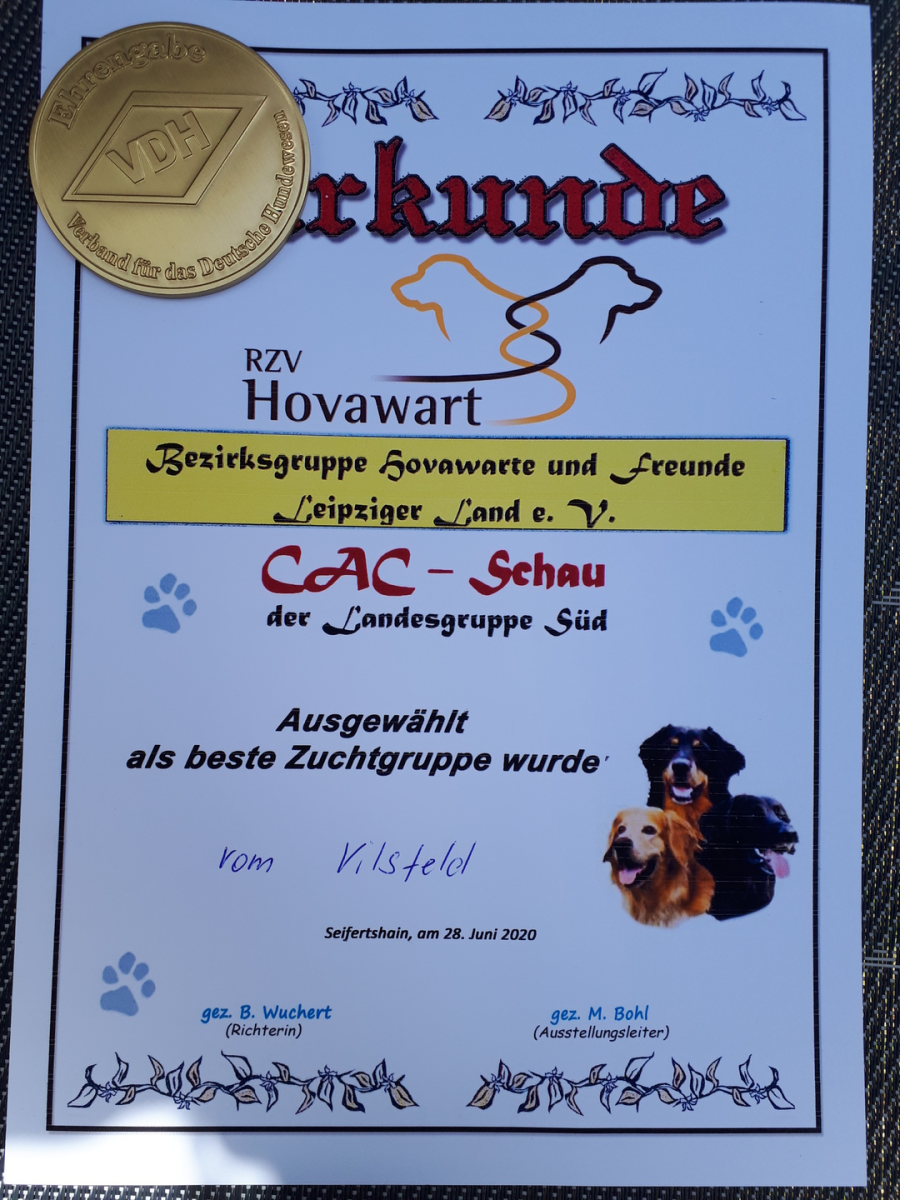 Ehrengabe
VDH
Verband für das Deutsche Hundewesen
rkunde
RZV
Hovawart
Bezirksgruppe Hovawarte und Freunde
Leipziger Land e. V.
CAC - Schau
der Landesgruppe Süd
Ausgewählt
als beste Zuchtgruppe wurde
vom Vilsfeld
Seifertshain, am 28. Juni 2020
gez. B. Wuchert
(Richterin)
gez. M. Bohl
(Ausstellungsleiter)